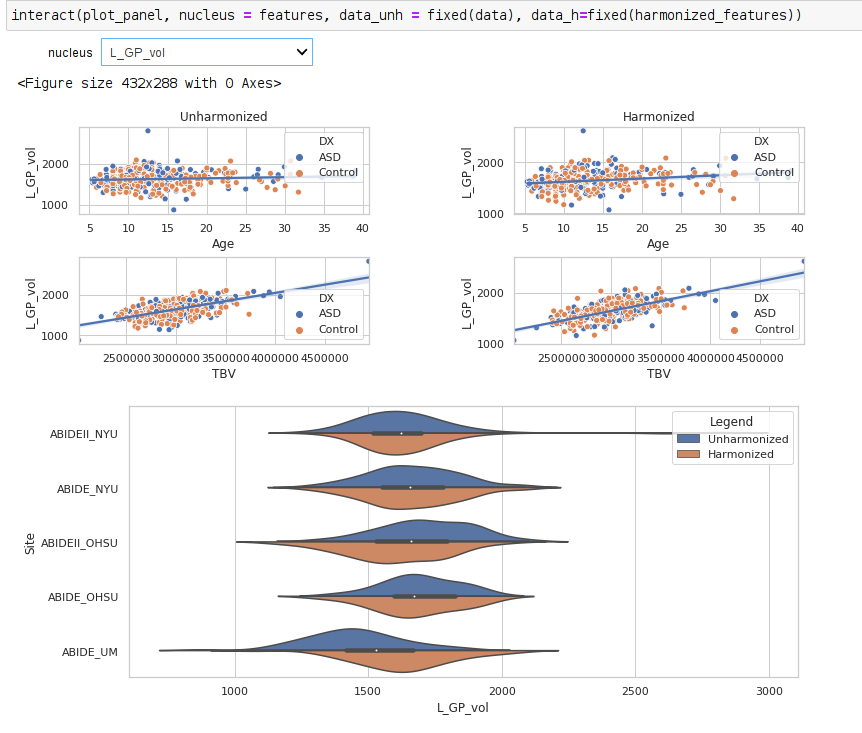 interact(plot_panel, nucleus = features, data_unh = fixed(data), data_h=fixed(harmonized_features))
nucleus L_GP_vol
<Figure size 432x288 with 0 Axes>
Unharmonized
L_GP_vol
2000
1000
DX
ASD
Control
5 10 15 20 25 30 35 40
Age
Harmonized
L_GP_vol
2000
1000
DX
ASD
Control
5 10 15 20 25 30 35 40
Age
L_GP_vol
2000
1000
DX
ASD
Control
2500000 3000000 3500000 4000000 4500000
TBV
L_GP_vol
2000
1000
DX
ASD
Control
2500000 3000000 3500000 4000000 4500000
TBV
Site
ABIDEII_NYU
ABIDE_NYU
ABIDEII_OHSU
ABIDE_OHSU
ABIDE_UM
Legend
Unharmonized
Harmonized
1000 1500 2000 2500 3000
L_GP_vol